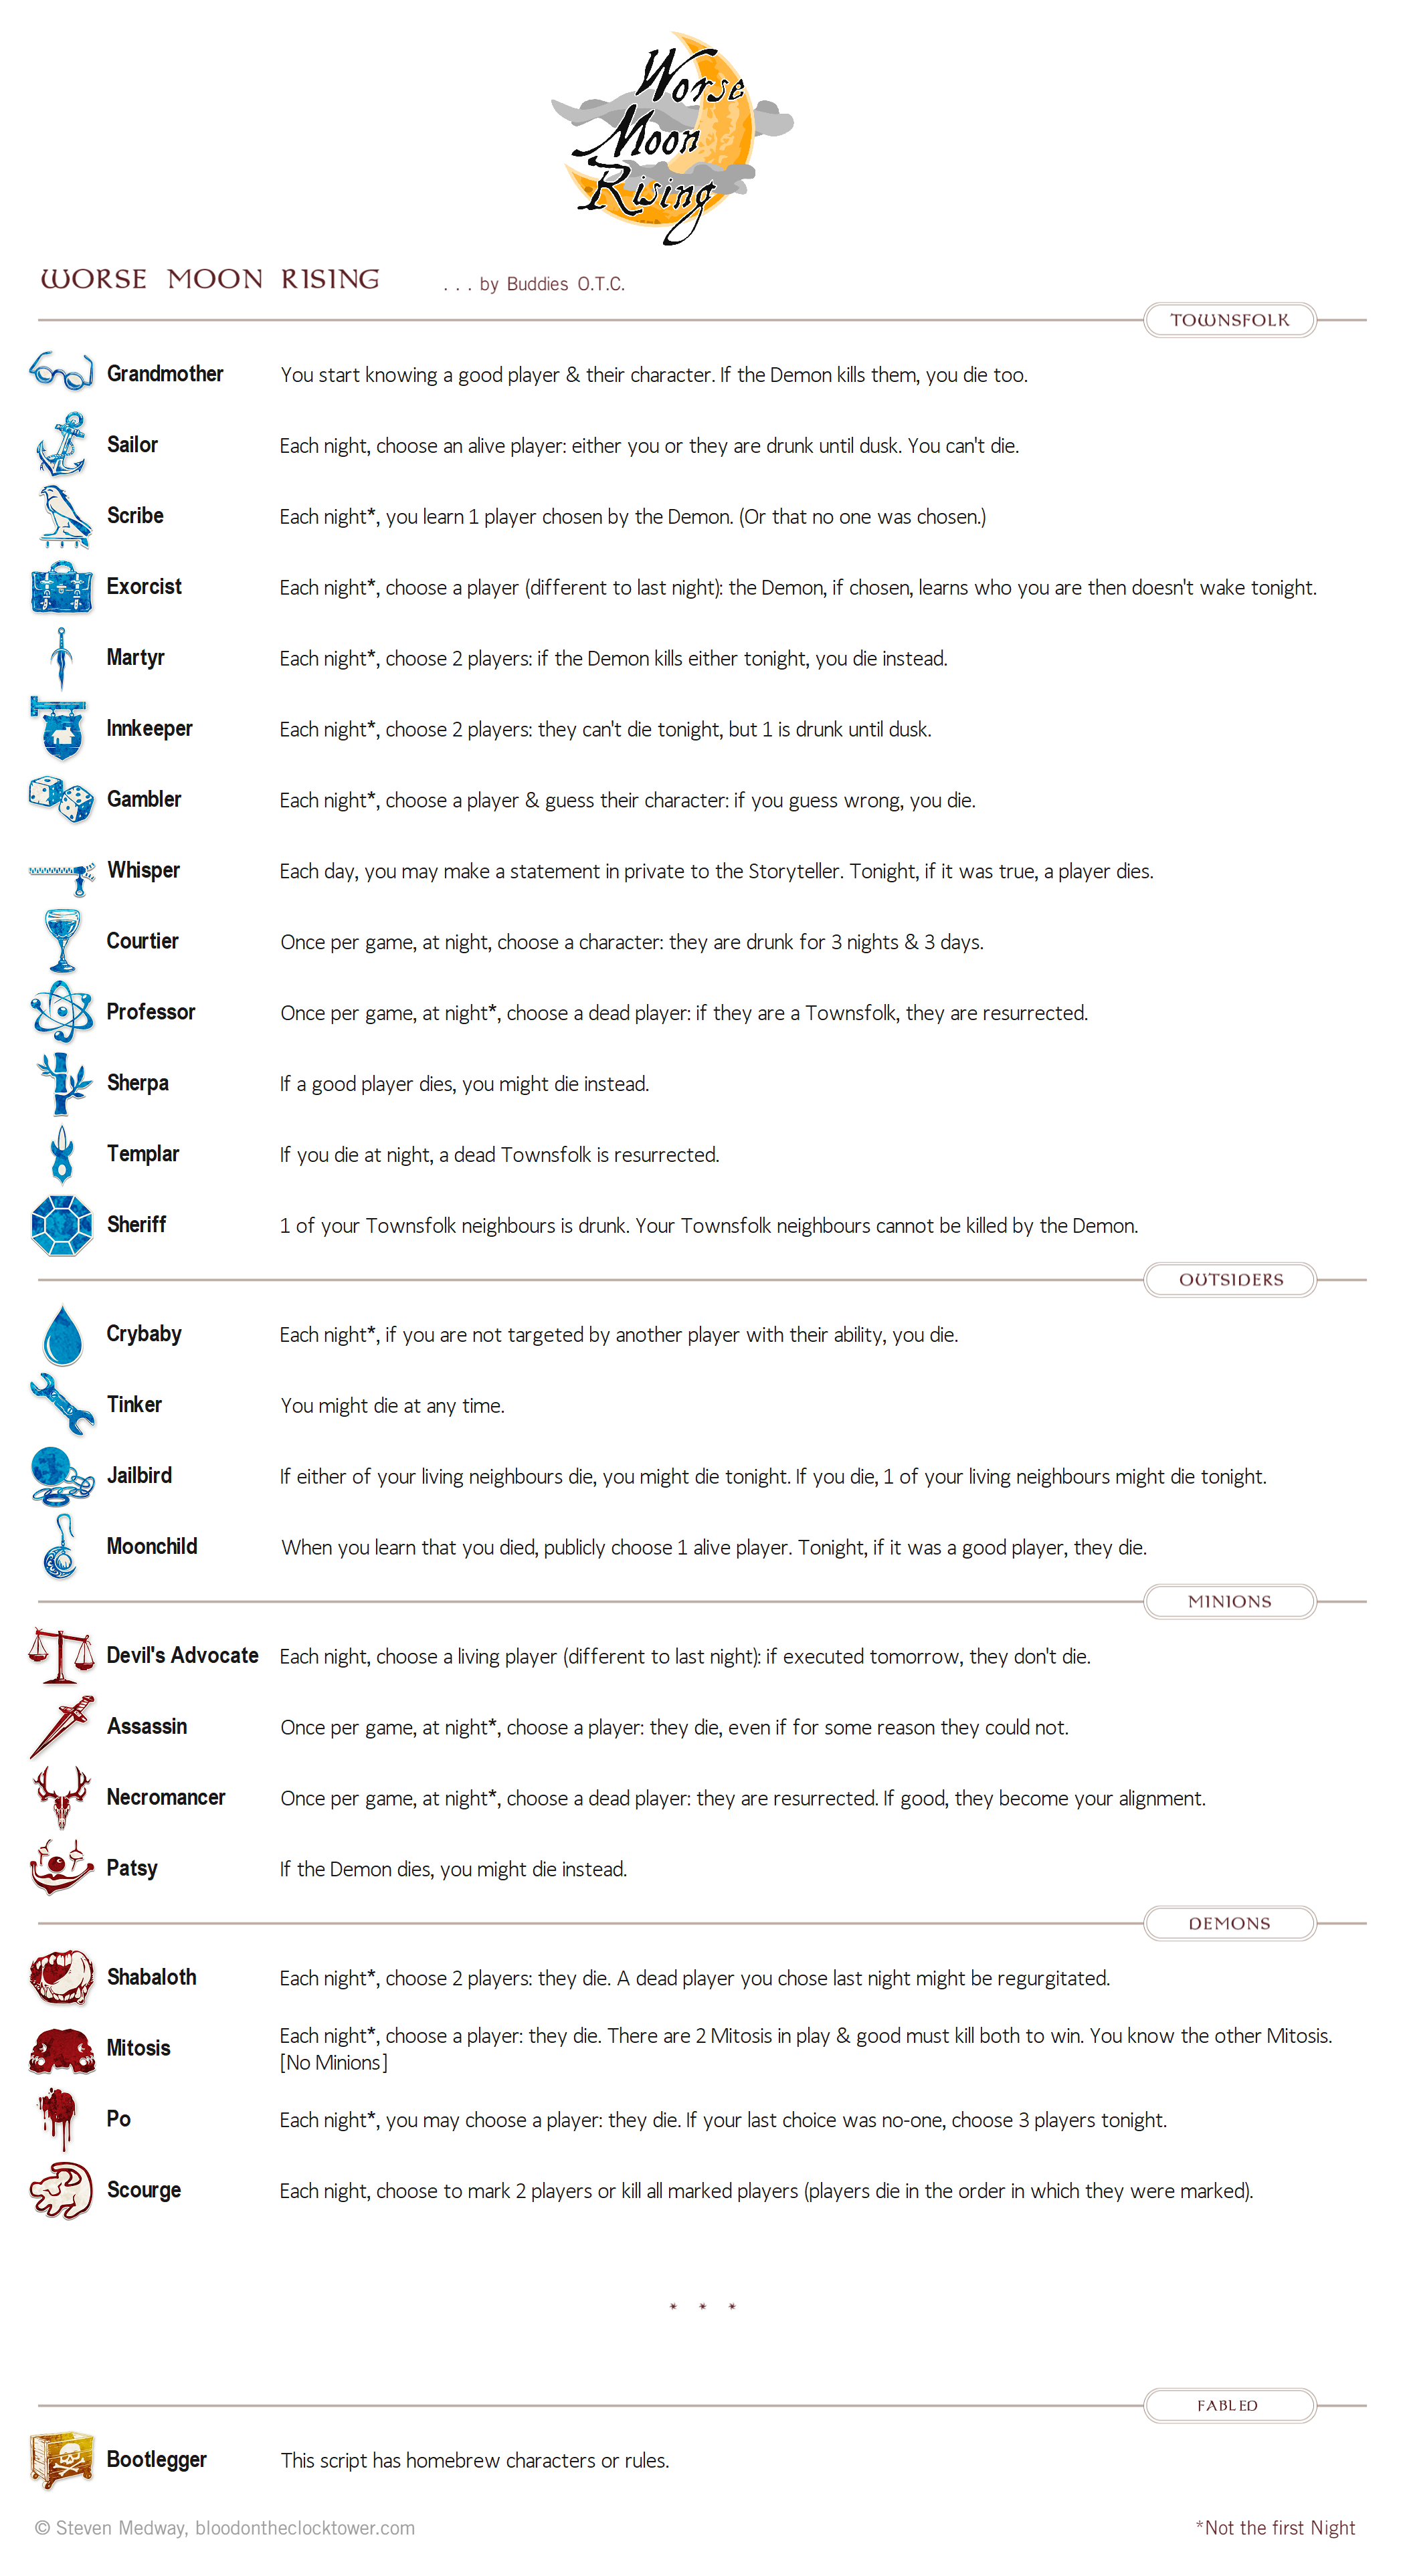 Worse
Moon
Rising
WORSE MOON RISING . . . by Buddies O.T.C.
TOWNSFOLK
Grandmother You start knowing a good player & their character. If the Demon kills them, you die too.
Sailor Each night, choose an alive player: either you or they are drunk until dusk. You can't die.
Scribe Each night*, you learn 1 player chosen by the Demon. (Or that no one was chosen.)
Exorcist Each night*, choose a player (different to last night): the Demon, if chosen, learns who you are then doesn't wake tonight.
Martyr Each night*, choose 2 players: if the Demon kills either tonight, you die instead.
Innkeeper Each night*, choose 2 players: they can't die tonight, but 1 is drunk until dusk.
Gambler Each night*, choose a player & guess their character: if you guess wrong, you die.
Whisper Each day, you may make a statement in private to the Storyteller. Tonight, if it was true, a player dies.
Courtier Once per game, at night, choose a character: they are drunk for 3 nights & 3 days.
Professor Once per game, at night*, choose a dead player: if they are a Townsfolk, they are resurrected.
Sherpa If a good player dies, you might die instead.
Templar If you die at night, a dead Townsfolk is resurrected.
Sheriff 1 of your Townsfolk neighbours is drunk. Your Townsfolk neighbours cannot be killed by the Demon.
OUTSIDERS
Crybaby Each night*, if you are not targeted by another player with their ability, you die.
Tinker You might die at any time.
Jailbird If either of your living neighbours die, you might die tonight. If you die, 1 of your living neighbours might die tonight.
Moonchild When you learn that you died, publicly choose 1 alive player. Tonight, if it was a good player, they die.
MINIONS
Devil's Advocate Each night, choose a living player (different to last night): if executed tomorrow, they don't die.
Assassin Once per game, at night*, choose a player: they die, even if for some reason they could not.
Necromancer Once per game, at night*, choose a dead player: they are resurrected. If good, they become your alignment.
Patsy If the Demon dies, you might die instead.
DEMONS
Shabaloth Each night*, choose 2 players: they die. A dead player you chose last night might be regurgitated.
Mitosis Each night*, choose a player: they die. There are 2 Mitosis in play & good must kill both to win. You know the other Mitosis.
[No Minions]
Po Each night*, you may choose a player: they die. If your last choice was no-one, choose 3 players tonight.
Scourge Each night, choose to mark 2 players or kill all marked players (players die in the order in which they were marked).
* * *
FABLED
Bootlegger This script has homebrew characters or rules.
© Steven Medway, bloodontheclocktower.com *Not the first Night